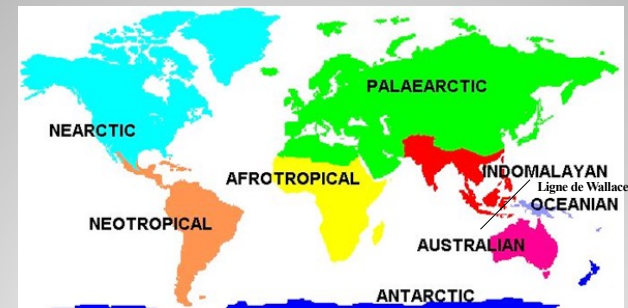 PALAEARCTIC
NEARCTIC
INDOMALAYAN
AFROTROPICAL
Ligne de Wallace
OCEANIAN
NEOTROPICAL
AUSTRALIAN
ANTARCTIC